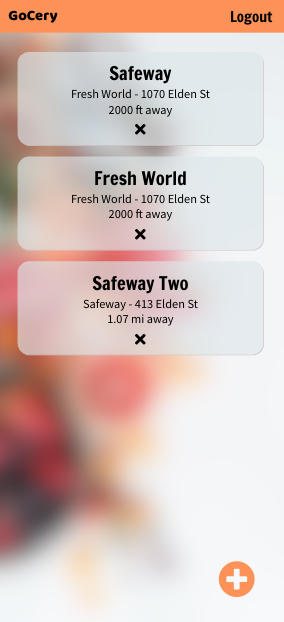 GoCery
Logout
Safeway
Fresh World - 1070 Elden St
2000 ft away
Fresh World
Fresh World - 1070 Elden St
2000 ft away
Safeway Two
Safeway - 413 Elden St
1.07 mi away